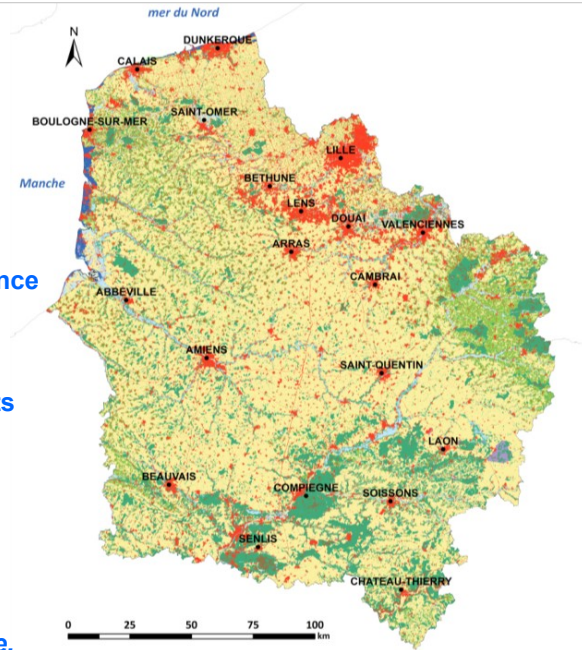 mer du Nord
N
DUNKERQUE
CALAIS
SAINT-OMER
BOULOGNE-SUR-MER
LILLE
Manche
BETHUNE
LENS
DOUAI
VALENCIENNES
ARRAS
nce
CAMBRAI
ABBEVILLE
AMIENS
SAINT-QUENTIN
ts
LAON
BEAUVAIS
COMPIEGNE
SOISSONS
SENLIS
CHATEAU-THIERRY
0 25 50 75 100
km
e.